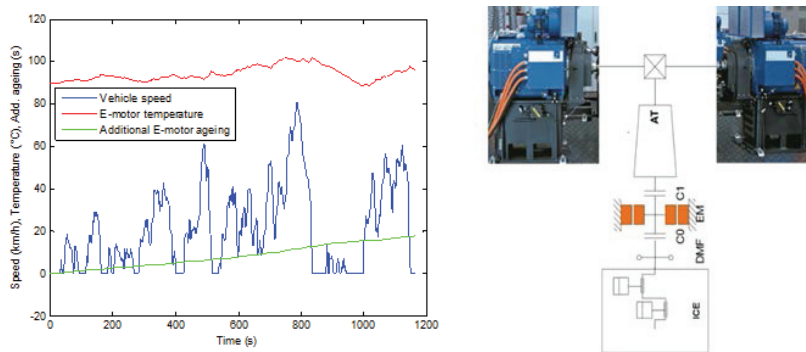 120
100
80
60
40
20
0
-20
Speed (km/h), Temperature (°C), Add. ageing (s)
Vehicle speed
E-motor temperature
Additional E-motor ageing
0
200
400
600
800
1000
1200
Time (s)
AT
C1
EM
C0
DMF
ICE